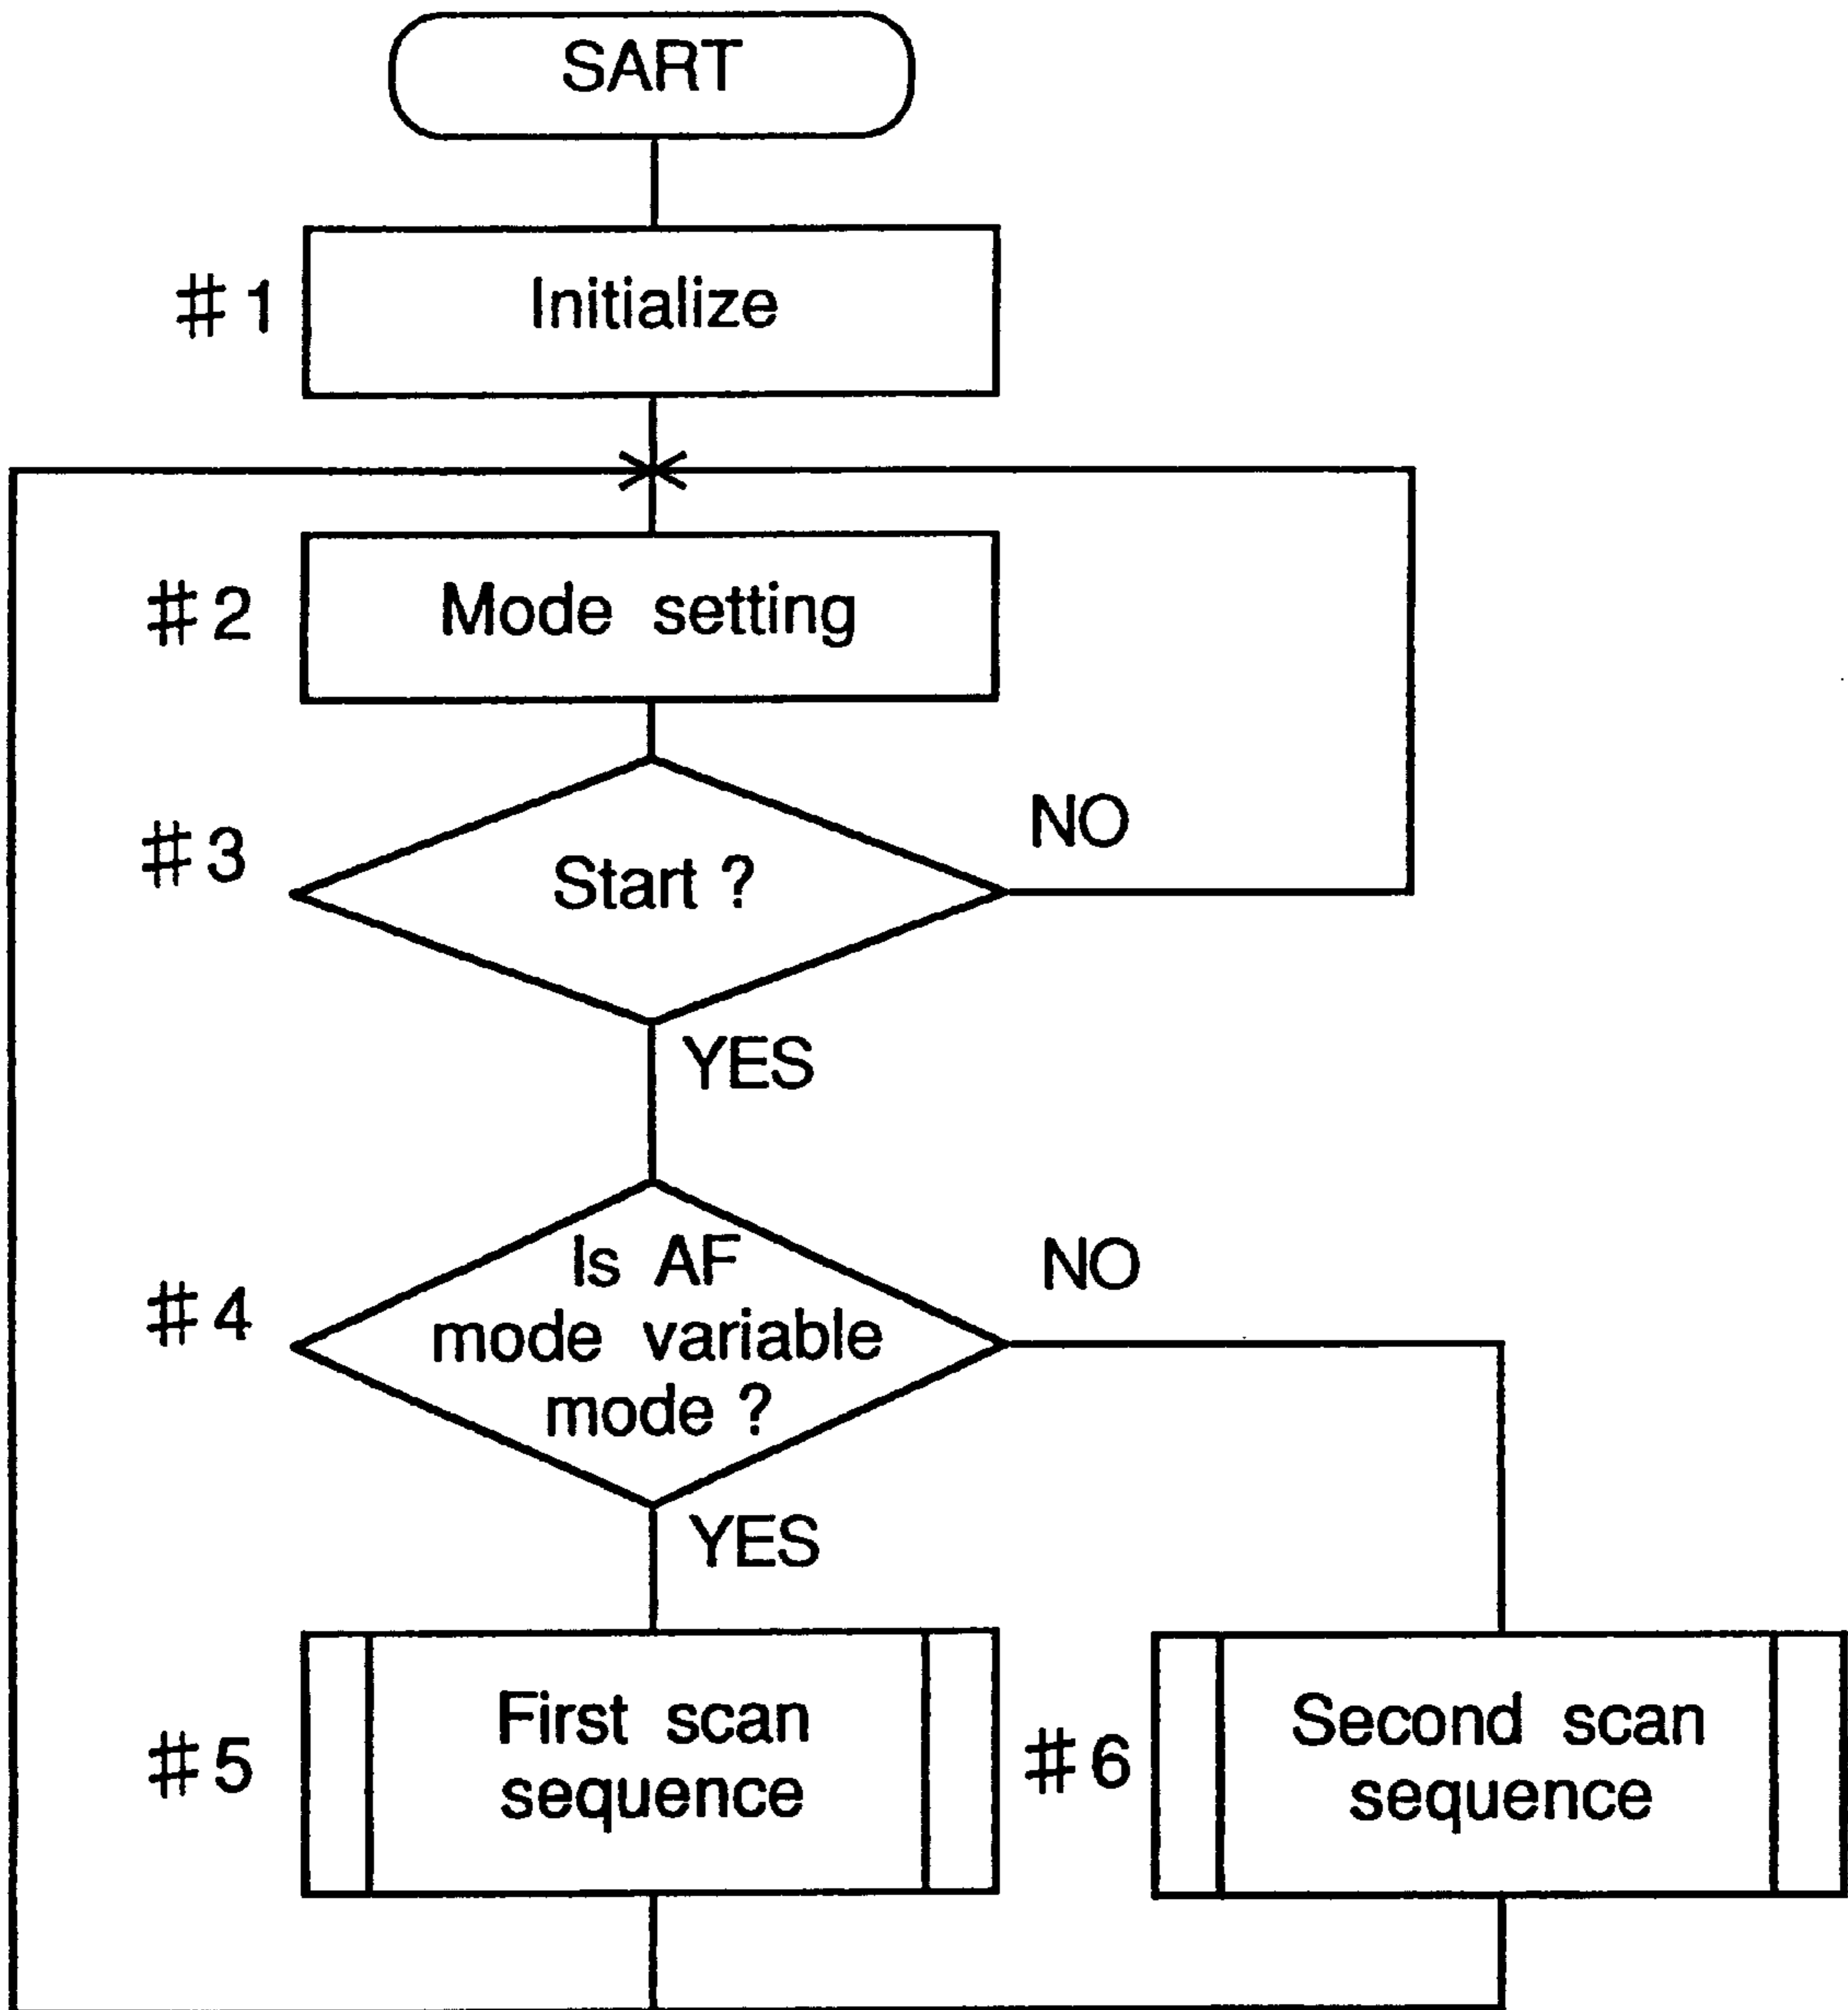 SART
#1
Initialize
#2
Mode setting
#3
Start ?
NO
YES
#4
Is AF
mode variable
mode ?
NO
YES
#5
First scan
sequence
#6
Second scan
sequence